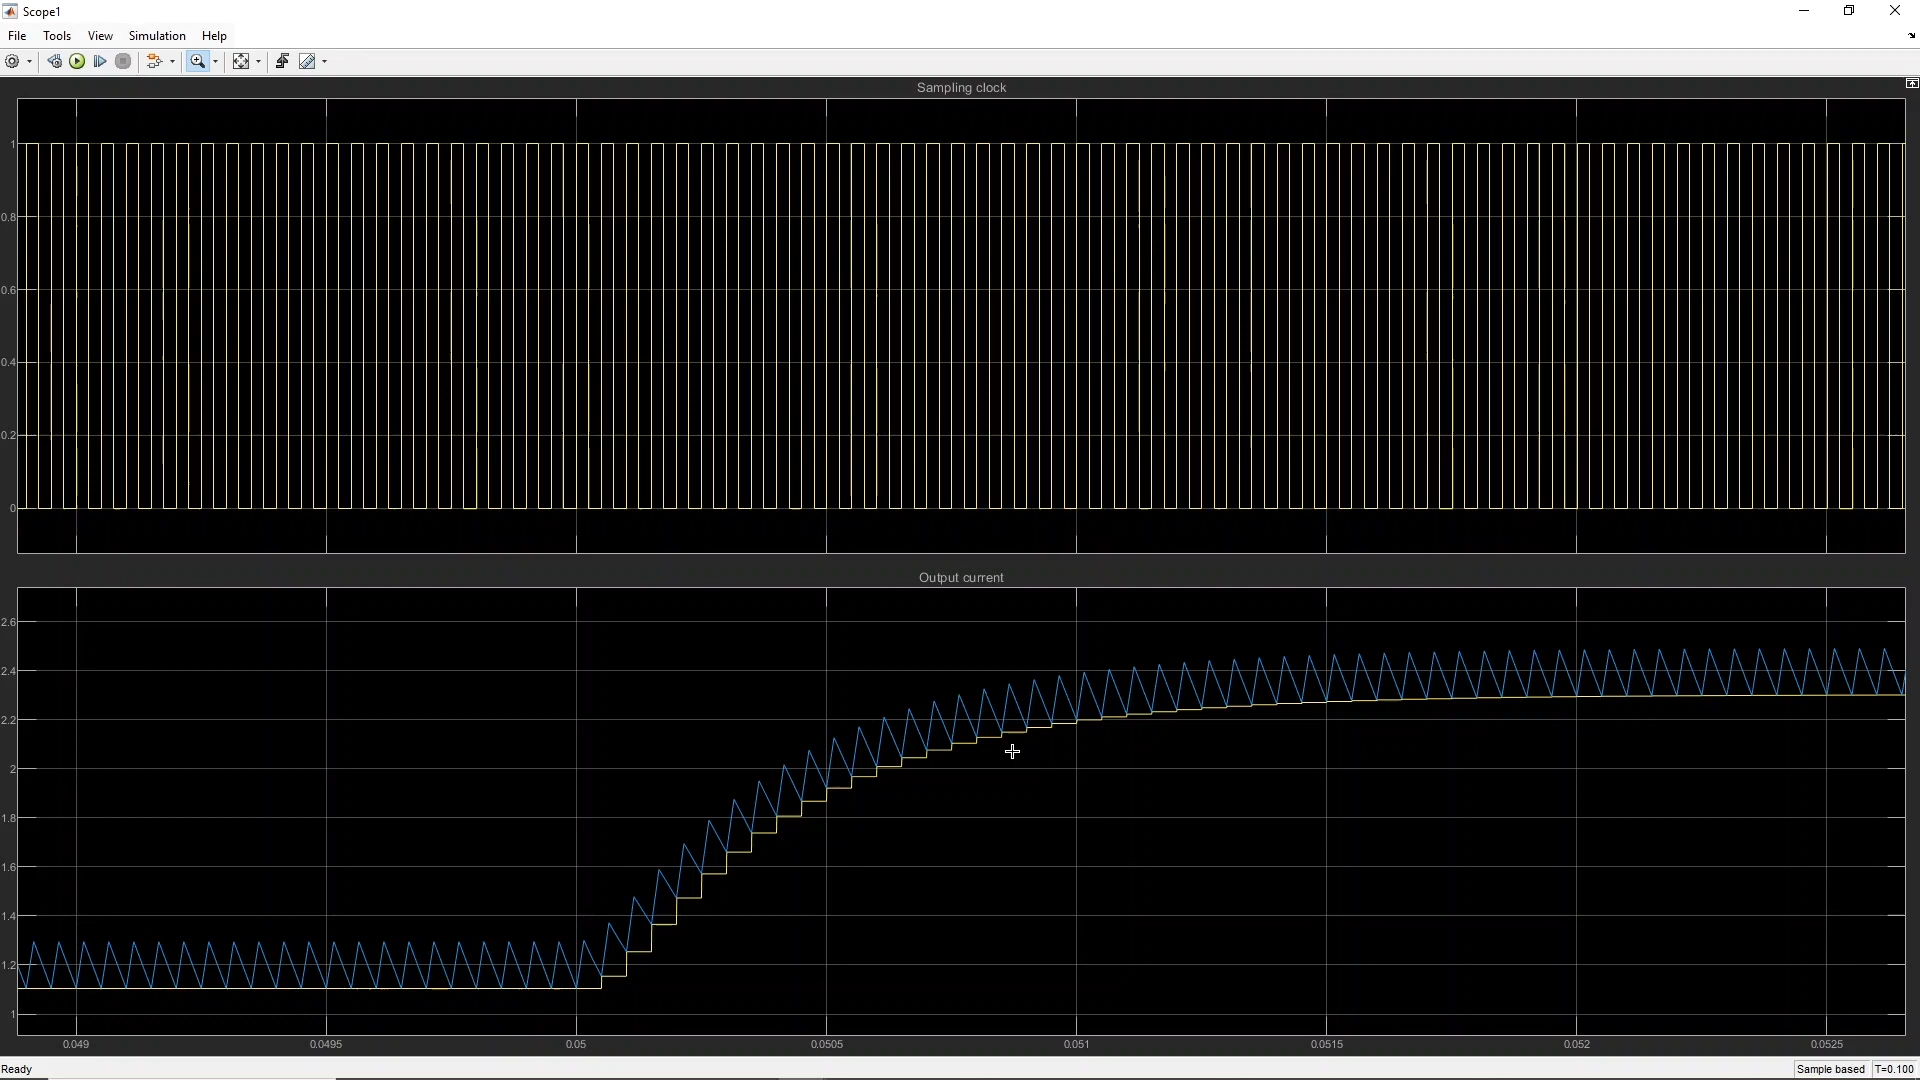 Scope1
File Tools View Simulation Help
Sampling clock
1
0.8
0.6
0.4
0.2
0
Output current
2.6
2.4
2.2
2
1.8
1.6
1.4
1.2
1
0.049 0.0495 0.05 0.0505 0.051 0.0515 0.052 0.0525
Ready Sample based T=0.100